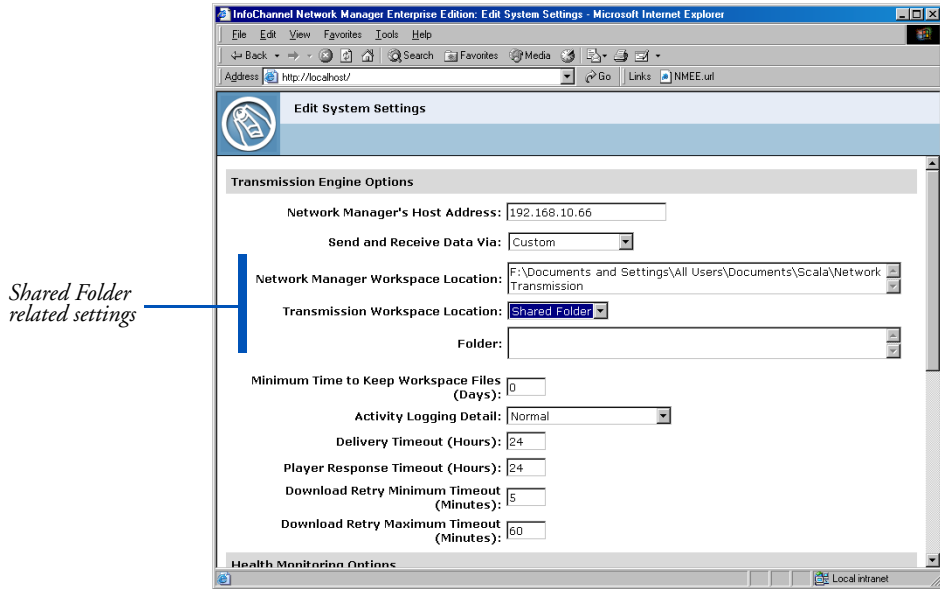 InfoChannel Network Manager Enterprise Edition: Edit System Settings - Microsoft Internet Explorer
File Edit View Favorites Tools Help
Back Search Favorites Media
Address http://localhost/ Go Links NMEE.url
Edit System Settings
Transmission Engine Options
Network Manager's Host Address: 192.168.10.66
Send and Receive Data Via: Custom
Network Manager Workspace Location: F:\Documents and Settings\All Users\Documents\Scala\Network
Transmission
Shared Folder
related settings
Transmission Workspace Location: Shared Folder
Folder:
Minimum Time to Keep Workspace Files
(Days): 0
Activity Logging Detail: Normal
Delivery Timeout (Hours): 24
Player Response Timeout (Hours): 24
Download Retry Minimum Timeout
(Minutes): 5
Download Retry Maximum Timeout
(Minutes): 60
Health Monitoring Options
Local intranet